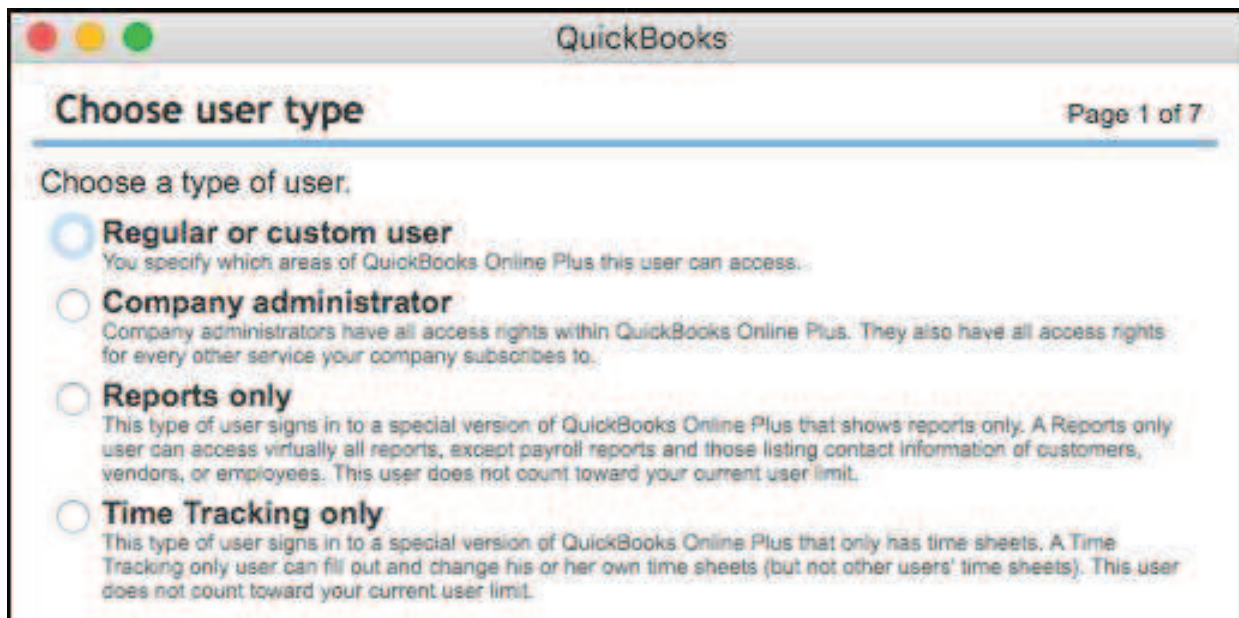 QuickBooks
Choose user type
Page 1 of 7
Choose a type of user.
Regular or custom user
You specify which areas of QuickBooks Online Plus this user can access.
Company administrator
Company administrators have all access rights within QuickBooks Online Plus. They also have all access rights
for every other service your company subscribes to.
Reports only
This type of user signs in to a special version of QuickBooks Online Plus that shows reports only. A Reports only
user can access virtually all reports, except payroll reports and those listing contact information of customers,
vendors, or employees. This user does not count toward your current user limit.
Time Tracking only
This type of user signs in to a special version of QuickBooks Online Plus that only has time sheets. A Time
Tracking only user can fill out and change his or her own time sheets (but not other users' time sheets). This user
does not count toward your current user limit.